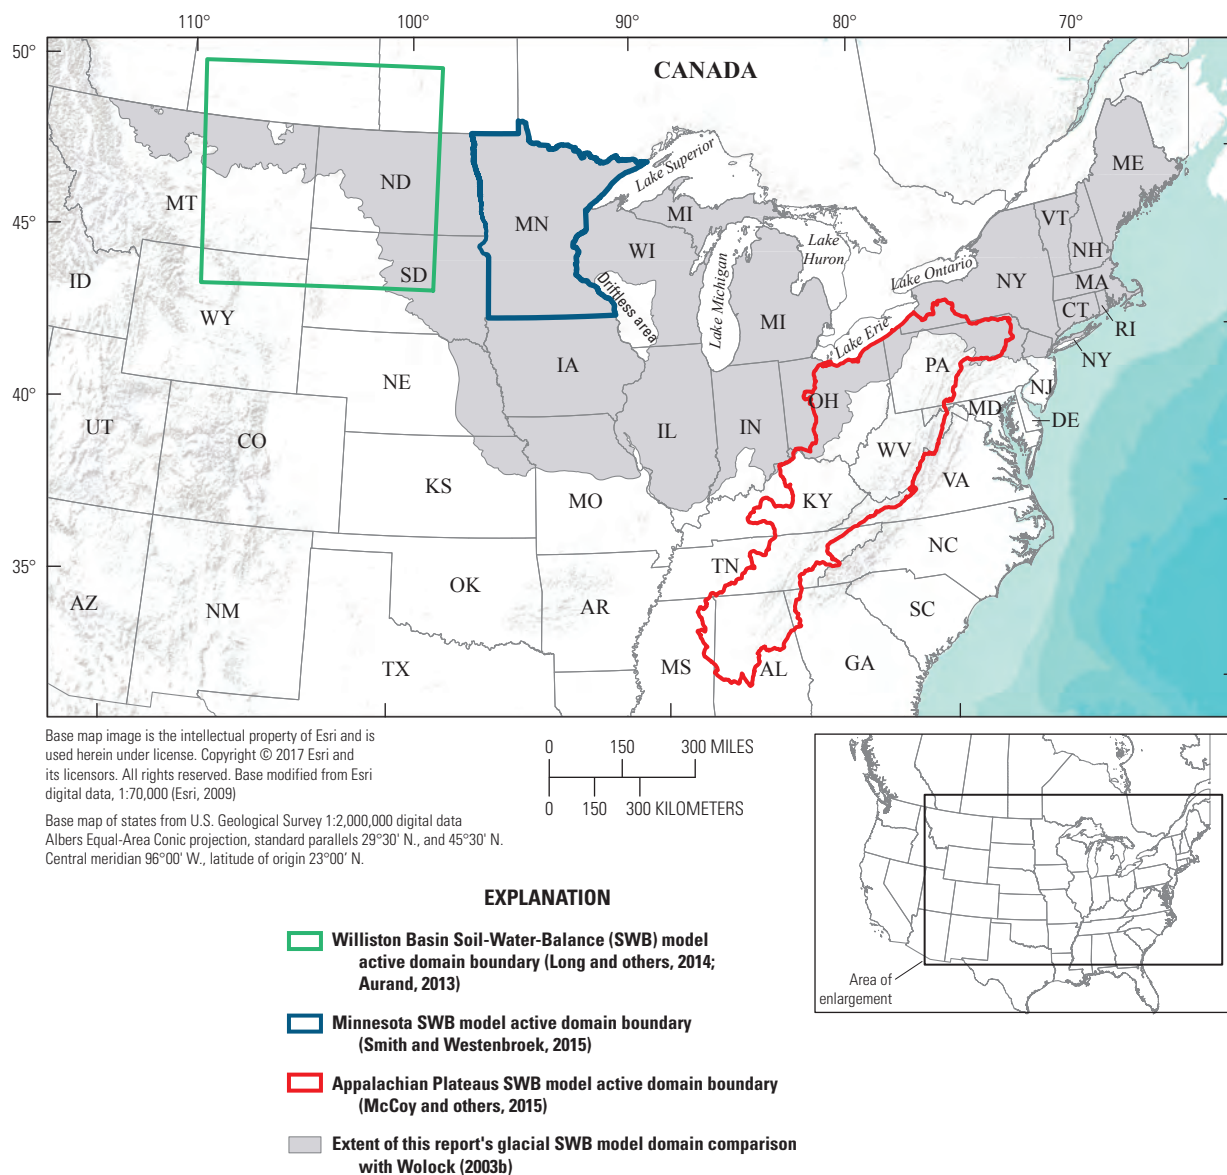 110°
100°
90°
80°
70°
50°
45°
40°
35°
CANADA
Lake Superior
ME
ND
MT
MN
MI
VT
WI
Lake
Huron
Lake Ontario
NH
NY
MA
ID
SD
Driftless area
Lake Michigan
CT
WY
MI
RI
Lake Erie
NY
IA
PA
NE
NJ
OH
MD
DE
UT
CO
IL
IN
WV
KS
VA
MO
KY
NC
TN
OK
AZ
NM
AR
SC
TX
MS
AL
GA
Base map image is the intellectual property of Esri and is
used herein under license. Copyright © 2017 Esri and
its licensors. All rights reserved. Base modified from Esri
digital data, 1:70,000 (Esri, 2009)
Base map of states from U.S. Geological Survey 1:2,000,000 digital data
Albers Equal-Area Conic projection, standard parallels 29°30' N., and 45°30' N.
Central meridian 96°00' W., latitude of origin 23°00' N.
0 150 300 MILES
0 150 300 KILOMETERS
Area of
enlargement
EXPLANATION
Williston Basin Soil-Water-Balance (SWB) model
active domain boundary (Long and others, 2014;
Aurand, 2013)
Minnesota SWB model active domain boundary
(Smith and Westenbroek, 2015)
Appalachian Plateaus SWB model active domain boundary
(McCoy and others, 2015)
Extent of this report's glacial SWB model domain comparison
with Wolock (2003b)